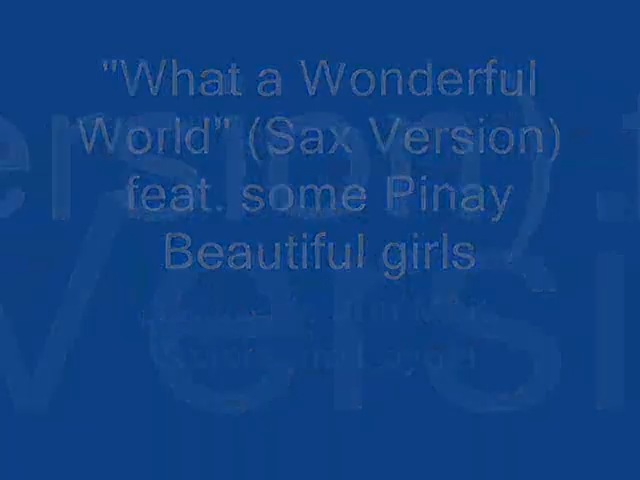 "What a Wonderful
World" (Sax Version)
feat. some Pinay
Beautiful girls